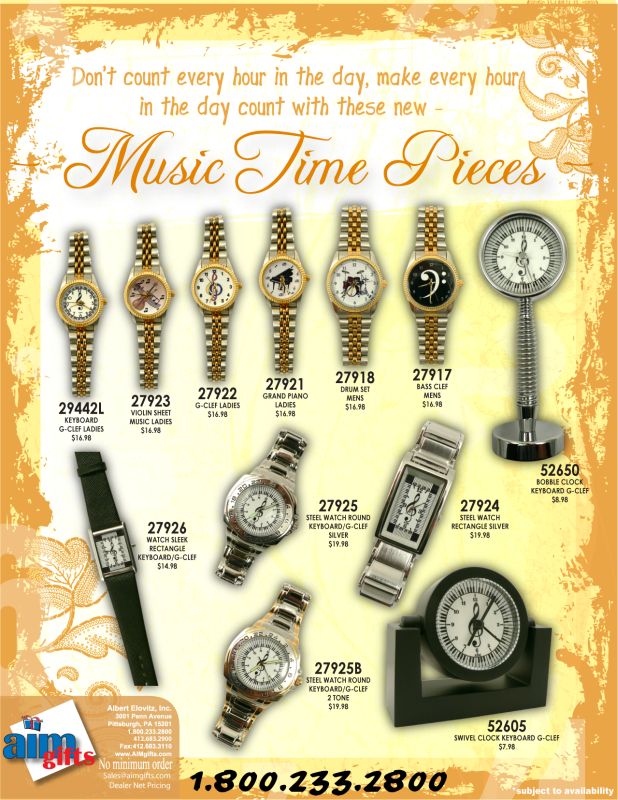 Don't count every hour in the day, make every hour
in the day count with these new -
Music Time Pieces
29442L
KEYBOARD
G-CLEF LADIES
$16.98
27923
VIOLIN SHEET
MUSIC LADIES
$16.98
27922
G-CLEF LADIES
$16.98
27921
GRAND PIANO
LADIES
$16.98
27918
DRUM SET
MENS
$16.98
27917
BASS CLEF
MENS
$16.98
52650
BOBBLE CLOCK
KEYBOARD G-CLEF
$8.98
27926
WATCH SLEEK
RECTANGLE
KEYBOARD/G-CLEF
$14.98
27925
STEEL WATCH ROUND
KEYBOARD/G-CLEF
SILVER
$19.98
27924
STEEL WATCH
RECTANGLE SILVER
$19.98
27925B
STEEL WATCH ROUND
KEYBOARD/G-CLEF
2 TONE
$19.98
52605
SWIVEL CLOCK KEYBOARD G-CLEF
$7.98
aim
gifts
Albert Elovitz, Inc.
3001 Penn Avenue
Pittsburgh, PA 15201
1.800.233.2800
412.683.2900
Fax:412.683.3110
www.AIMgifts.com
No minimum order
Sales@aimgifts.com
Dealer Net Pricing
1.800.233.2800
*subject to availability